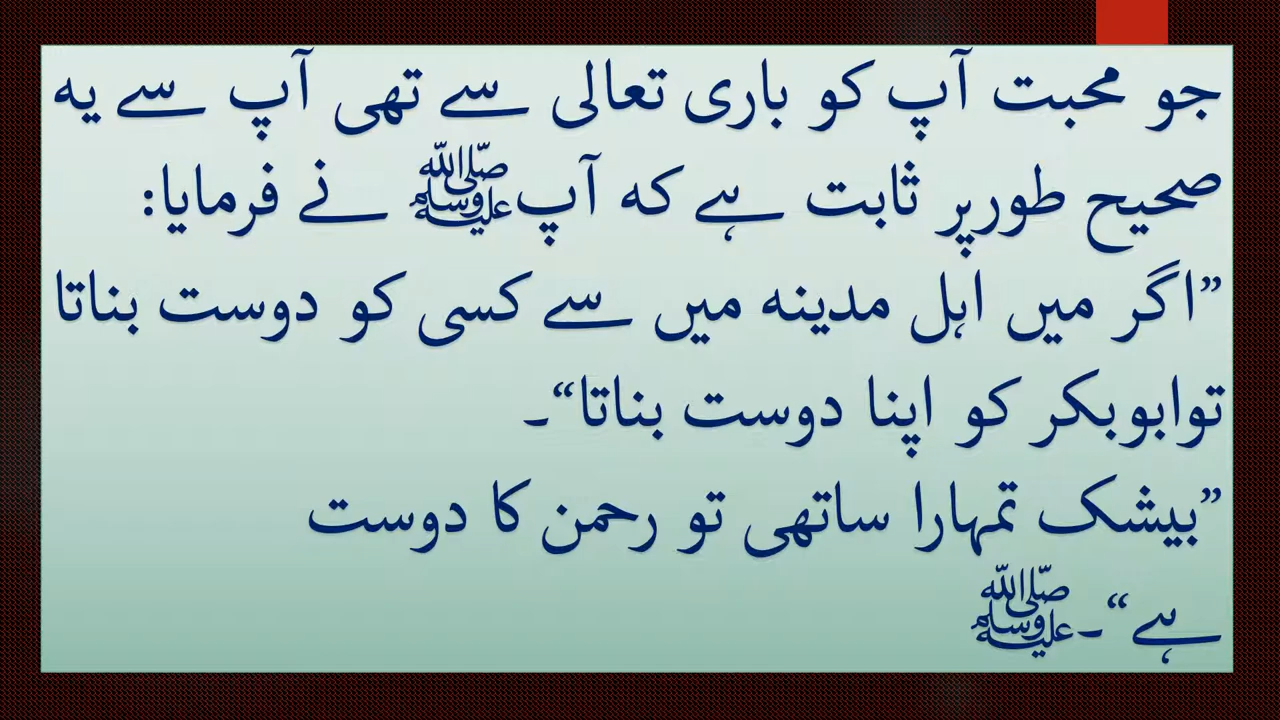 جو محبت آپ کو باری تعالی سے تھی آپ سے یہ
صحیح طورپر ثابت ہے کہ آپﷺ نے فرمایا:
”اگر میں اہل مدینہ میں سے کسی کو دوست بناتا
توابوبکر کو اپنا دوست بناتا“۔
”بیشک تمہارا ساتھی تو رحمن کا دوست
ہے“۔ﷺ